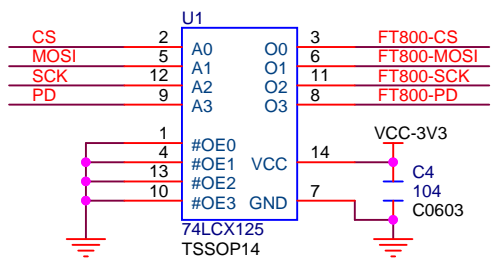 U1
CS 2 A0 O0 3 FT800-CS
MOSI 5 A1 O1 6 FT800-MOSI
SCK 12 A2 O2 11 FT800-SCK
PD 9 A3 O3 8 FT800-PD
1 #OE0 VCC-3V3
4 #OE1 VCC 14
13 #OE2 C4
10 #OE3 GND 7 104
C0603
74LCX125
TSSOP14